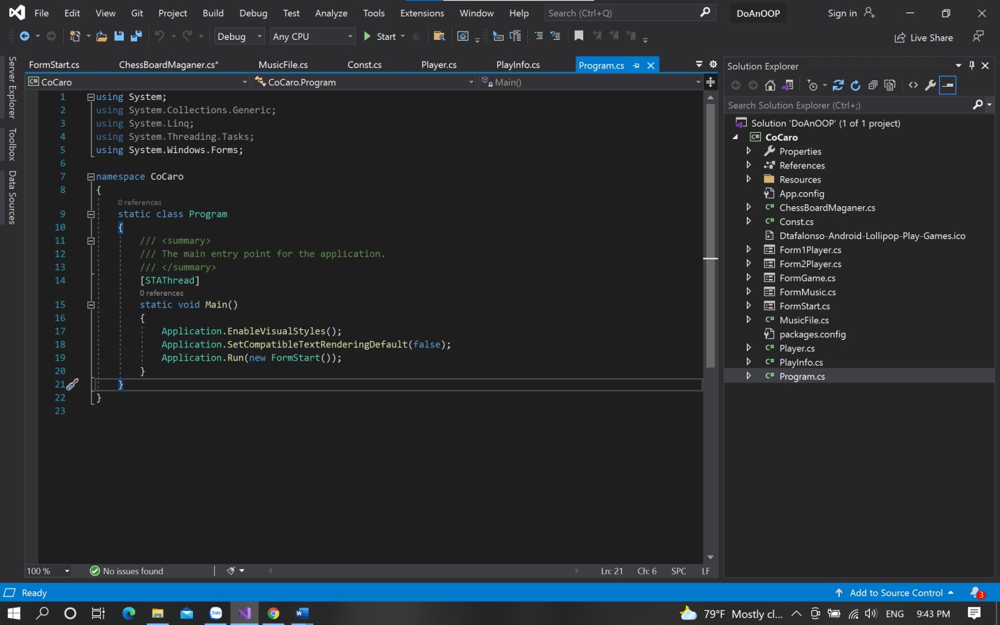 File Edit View Git Project Build Debug Test Analyze Tools Extensions Window Help Search (Ctrl+Q) DoAnOOP Sign in
Debug Any CPU Start Live Share
FormStart.cs ChessBoardMaganer.cs* MusicFile.cs Const.cs Player.cs PlayInfo.cs Program.cs
C# CoCaro CoCaro.Program Main()
Server Explorer
Toolbox
Data Sources
1 using System;
2 using System.Collections.Generic;
3 using System.Linq;
4 using System.Threading.Tasks;
5 using System.Windows.Forms;
6
7 namespace CoCaro
8 {
0 references
9 static class Program
10 {
11 /// <summary>
12 /// The main entry point for the application.
13 /// </summary>
14 [STAThread]
0 references
15 static void Main()
16 {
17 Application.EnableVisualStyles();
18 Application.SetCompatibleTextRenderingDefault(false);
19 Application.Run(new FormStart());
20 }
21 }
22 }
23
100 % No issues found Ln: 21 Ch: 6 SPC LF
Solution Explorer
Search Solution Explorer (Ctrl+;)
Solution 'DoAnOOP' (1 of 1 project)
C# CoCaro
Properties
References
Resources
App.config
C# ChessBoardMaganer.cs
C# Const.cs
Dtafalonso-Android-Lollipop-Play-Games.ico
Form1Player.cs
Form2Player.cs
FormGame.cs
FormMusic.cs
FormStart.cs
C# MusicFile.cs
packages.config
C# Player.cs
C# PlayInfo.cs
C# Program.cs
Ready Add to Source Control 3
Zalo 79°F Mostly cl... ENG 9:43 PM